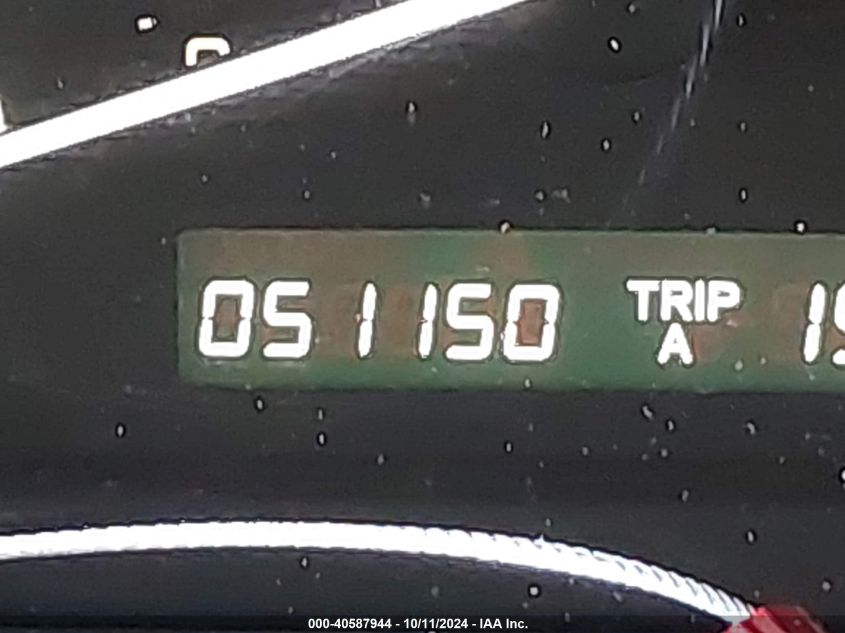 051150 TRIP A
000-40587944 - 10/11/2024 - IAA Inc.